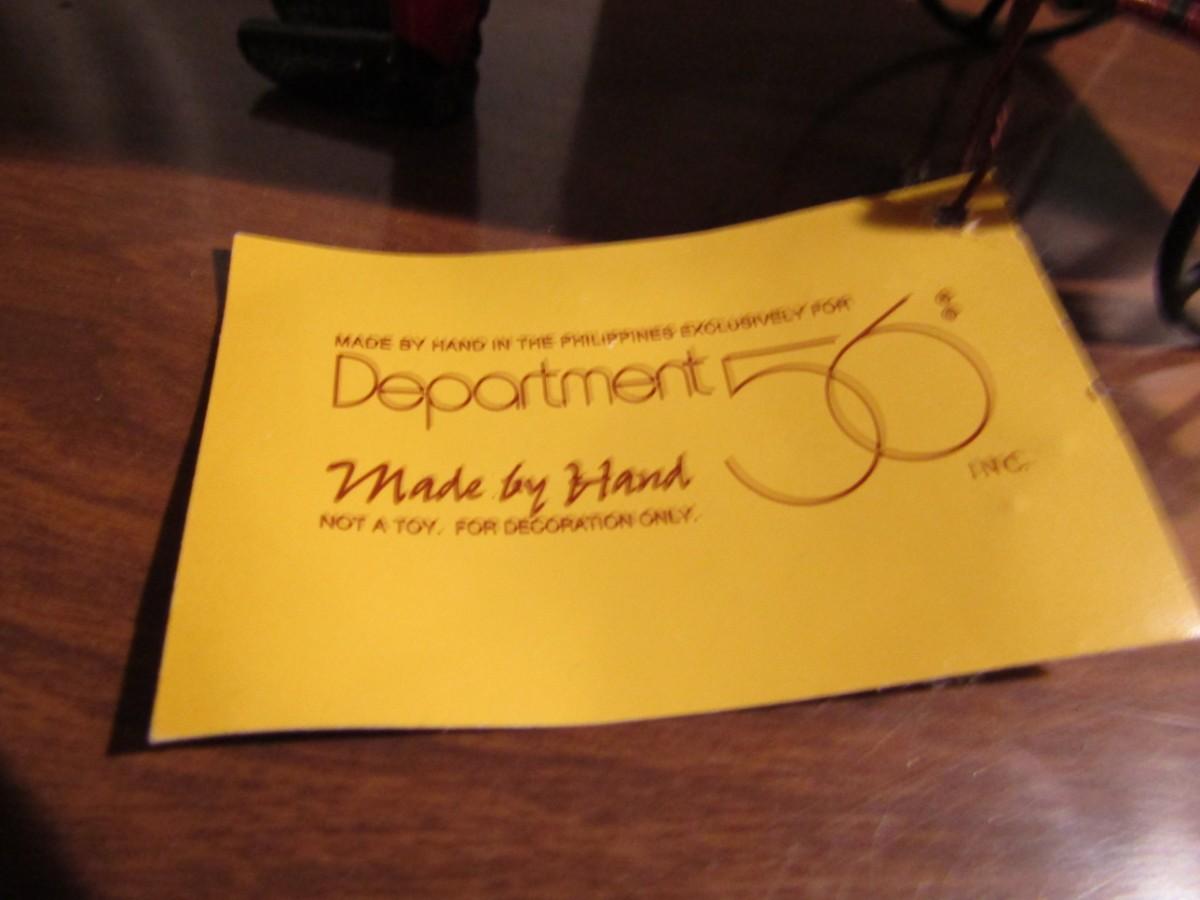 MADE BY HAND IN THE PHILIPPINES EXCLUSIVELY FOR
Department 56®
INC.
Made by Hand
NOT A TOY. FOR DECORATION ONLY.